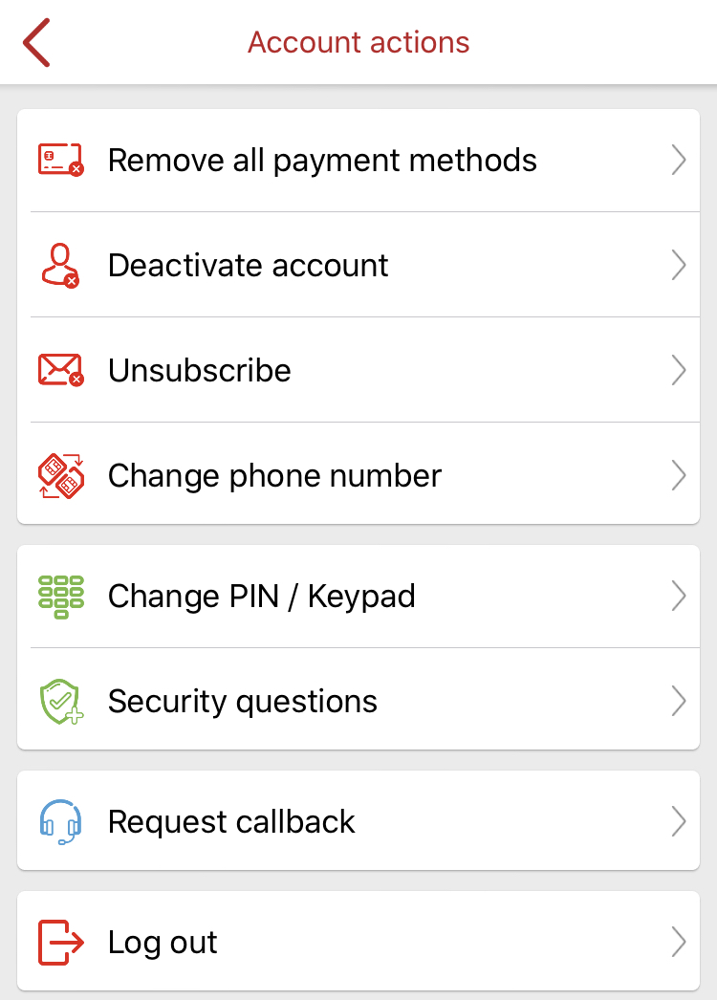 Account actions
Remove all payment methods
Deactivate account
Unsubscribe
Change phone number
Change PIN / Keypad
Security questions
Request callback
Log out